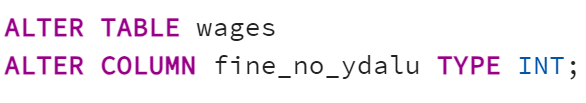 ALTER TABLE wages
ALTER COLUMN fine_no_ydalu TYPE INT;